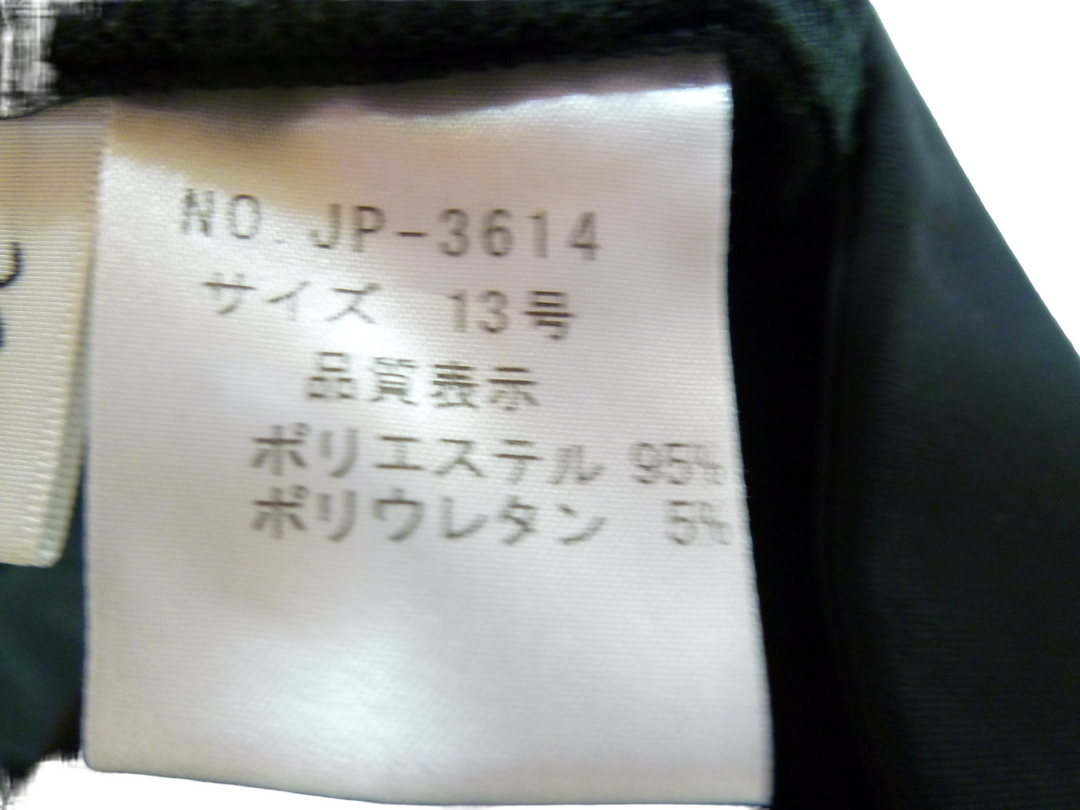 NO. JP-3614
サイズ 13号
品質表示
ポリエステル 95%
ポリウレタン 5%